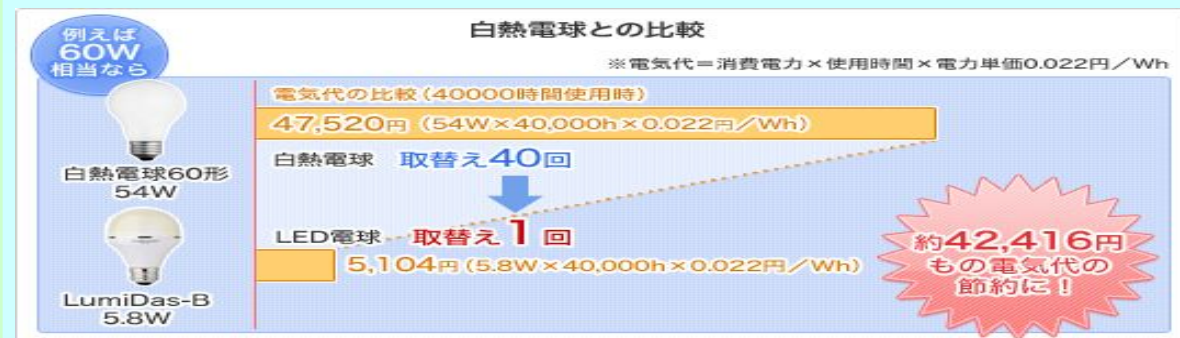 例えば
60W
相当なら
白熱電球との比較
※電気代=消費電力×使用時間×電力単価0.022円/Wh
電気代の比較(40000時間使用時)
47,520円(54W×40,000h×0.022円/Wh)
白熱電球60形
54W
白熱電球 取替え40回
LED電球 取替え1回
5,104円(5.8W×40,000h×0.022円/Wh)
LumiDas-B
5.8W
約42,416円
もの電気代の
節約に!